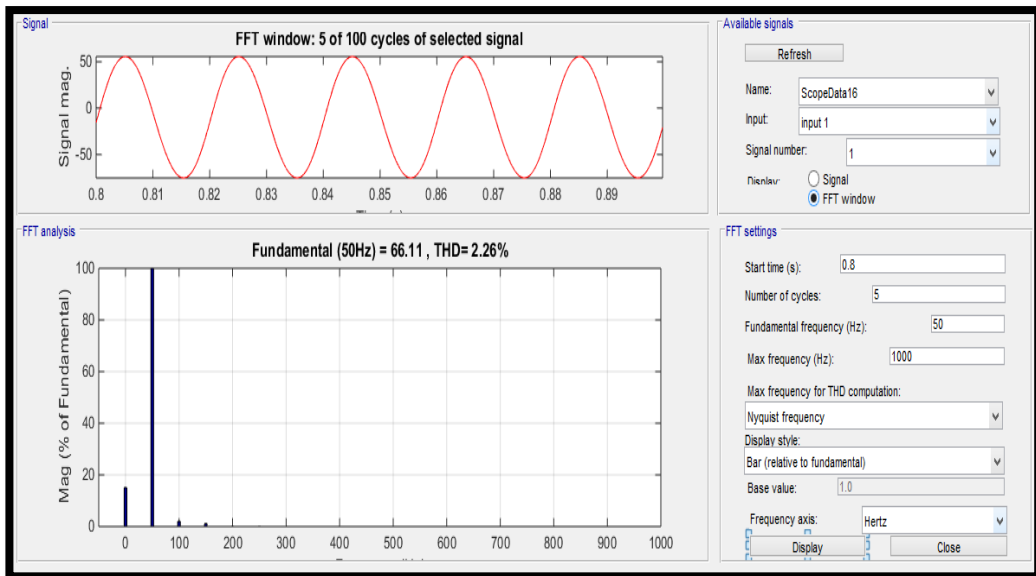 Signal
FFT window: 5 of 100 cycles of selected signal
Signal mag.
50
0
-50
0.8 0.81 0.82 0.83 0.84 0.85 0.86 0.87 0.88 0.89
FFT analysis
Fundamental (50Hz) = 66.11 , THD= 2.26%
Mag (% of Fundamental)
100
80
60
40
20
0
0 100 200 300 400 500 600 700 800 900 1000
Available signals
Refresh
Name: ScopeData16
Input: input 1
Signal number: 1
Display: Signal
FFT window
FFT settings
Start time (s): 0.8
Number of cycles: 5
Fundamental frequency (Hz): 50
Max frequency (Hz): 1000
Max frequency for THD computation:
Nyquist frequency
Display style:
Bar (relative to fundamental)
Base value: 1.0
Frequency axis: Hertz
Display Close